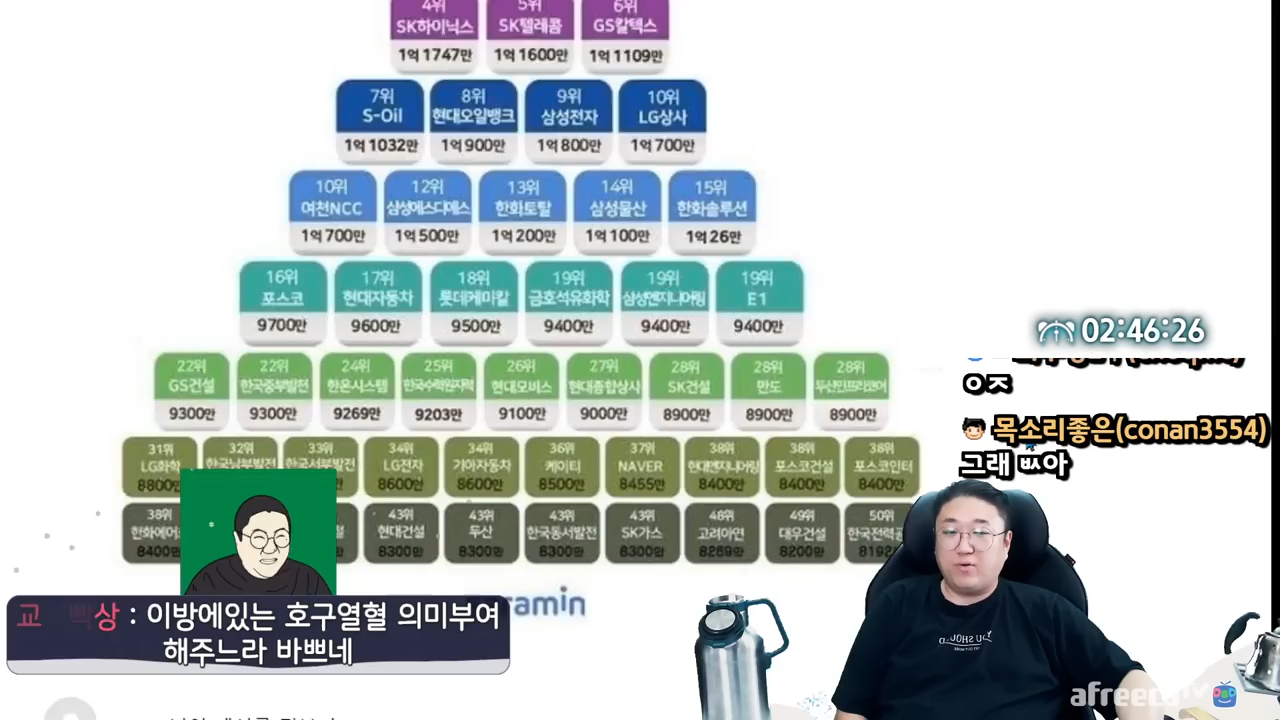 4위 5위 6위
SK하이닉스 SK텔레콤 GS칼텍스
1억 1747만 1억 1600만 1억 1109만
7위 8위 9위 10위
S-Oil 현대오일뱅크 삼성전자 LG상사
1억 1032만 1억 900만 1억 800만 1억 700만
10위 12위 13위 14위 15위
여천NCC 삼성에스디에스 한화토탈 삼성물산 한화솔루션
1억 700만 1억 500만 1억 200만 1억 100만 1억 26만
16위 17위 18위 19위 19위 19위
포스코 현대자동차 롯데케미칼 금호석유화학 삼성엔지니어링 E1
9700만 9600만 9500만 9400만 9400만 9400만
02:46:26
22위 22위 24위 25위 26위 27위 28위 28위 28위
GS건설 한국중부발전 한온시스템 한국수력원자력 현대모비스 현대종합상사 SK건설 만도 두산인프라코어
9300만 9300만 9269만 9203만 9100만 9000만 8900만 8900만 8900만
ㅇㅈ
목소리좋은(conan3554)
그래 ㅄ아
31위 32위 33위 34위 34위 36위 37위 38위 38위 38위
LG화학 한국남부발전 한국서부발전 LG전자 기아자동차 케이티 NAVER 현대엔지니어링 포스코건설 포스코인터
8800만 8600만 8600만 8500만 8455만 8400만 8400만 8400만
38위 43위 43위 43위 43위 48위 49위 50위
한화에어 현대건설 두산 한국동서발전 SK가스 고려아연 대우건설 한국전력
8400만 8300만 8300만 8300만 8300만 8269만 8200만 8192
상 : 이방에있는 호구열혈 의미부여
해주느라 바쁘네
YOU SHOU
afreecaTV